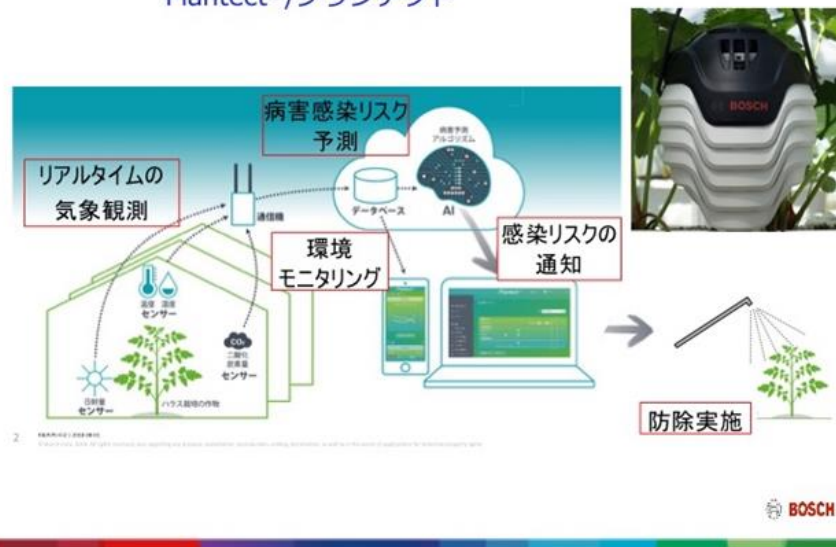 Plantect /プランテクト
病害感染リスク
予測
病害予測
アルゴリズム
リアルタイムの
気象観測
通信機
データベース
AI
環境
モニタリング
感染リスクの
通知
温度 湿度
センサー
CO₂
二酸化
炭素量
センサー
日射量
センサー
ハウス栽培の作物
防除実施
2
BOSCH
BOSCH